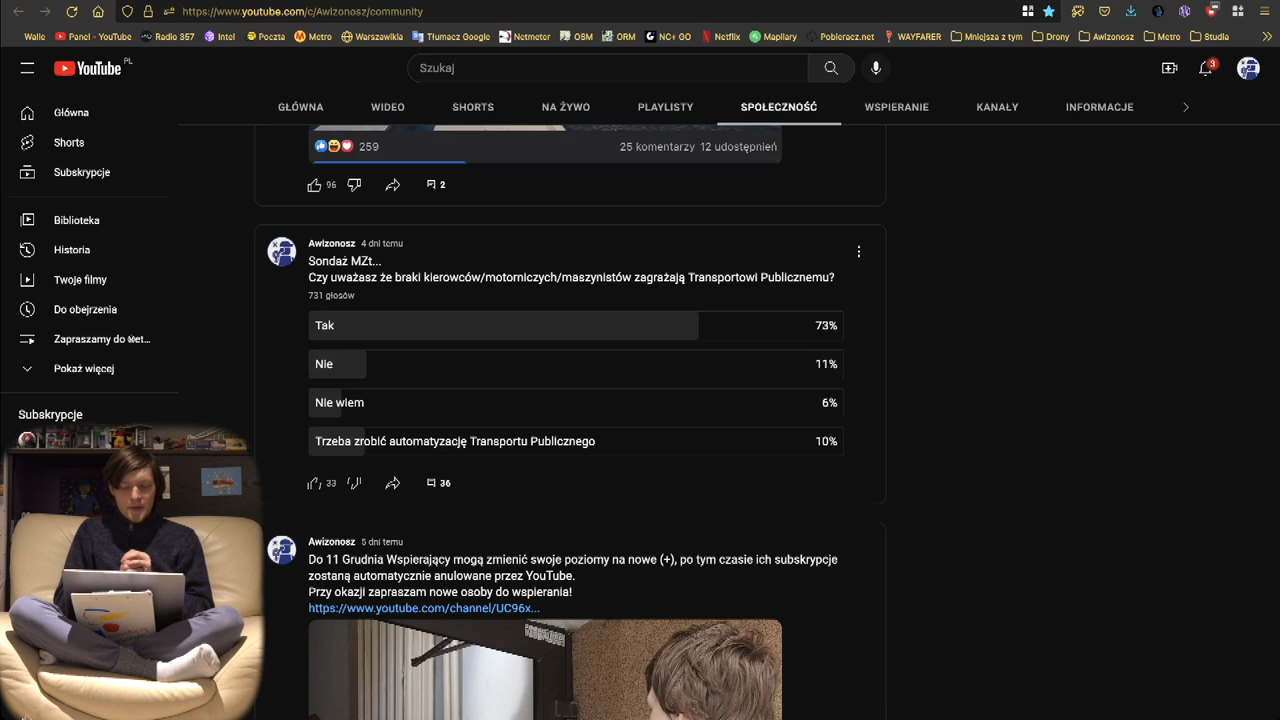 https://www.youtube.com/c/Awizonosz/community
Walle Panel - YouTube Radio 357 Intel Poczta Metro Warszawikia Tłumacz Google Netmeter OSM ORM NC+ GO Netflix Mapilary Pobieracz.net WAYFARER Mniejsza z tym Drony Awizonosz Metro Studia
YouTube PL
Szukaj
3
GŁÓWNA WIDEO SHORTS NA ŻYWO PLAYLISTY SPOŁECZNOŚĆ WSPIERANIE KANAŁY INFORMACJE
Główna
Shorts
Subskrypcje
Biblioteka
Historia
Twoje filmy
Do obejrzenia
Zapraszamy do Met...
Pokaż więcej
Subskrypcje
259 25 komentarzy 12 udostępnień
96 2
Awizonosz 4 dni temu
Sondaż MZt...
Czy uważasz że braki kierowców/motorniczych/maszynistów zagrażają Transportowi Publicznemu?
731 głosów
Tak 73%
Nie 11%
Nie wiem 6%
Trzeba zrobić automatyzację Transportu Publicznego 10%
33 36
Awizonosz 5 dni temu
Do 11 Grudnia Wspierający mogą zmienić swoje poziomy na nowe (+), po tym czasie ich subskrypcje
zostaną automatycznie anulowane przez YouTube.
Przy okazji zapraszam nowe osoby do wspierania!
https://www.youtube.com/channel/UC96x...